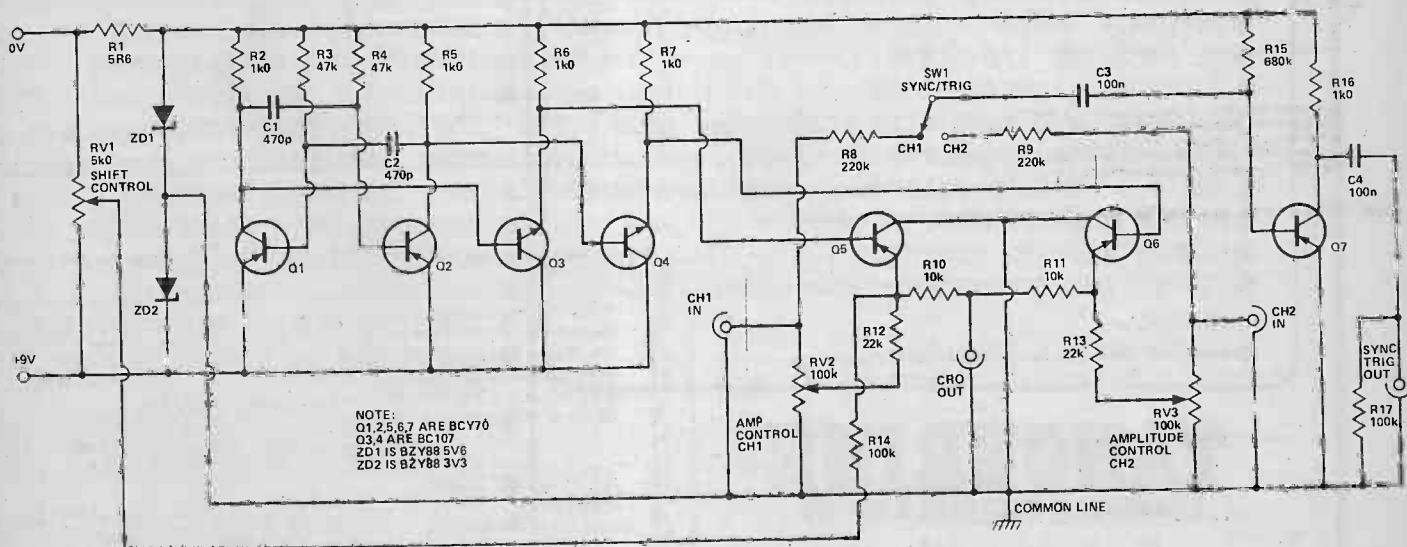 0V
R1
5R6
ZD1
RV1
5k0
SHIFT
CONTROL
ZD2
+9V
R2
1k0
R3
47k
R4
47k
R5
1k0
R6
1k0
R7
1k0
C1
470p
C2
470p
Q1
Q2
Q3
Q4
NOTE:
Q1,2,5,6,7 ARE BCY70
Q3,4 ARE BC107
ZD1 IS BZY88 5V6
ZD2 IS BZY88 3V3
SW1
SYNC/TRIG
C3
100n
R8
220k
CH1
CH2
R9
220k
R15
680k
R16
1k0
C4
100n
Q5
Q6
Q7
R10
10k
R11
10k
CH1
IN
R12
22k
R13
22k
CH2
IN
RV2
100k
CRO
OUT
AMP
CONTROL
CH1
R14
100k
RV3
100k
AMPLITUDE
CONTROL
CH2
SYNC
TRIG
OUT
R17
100k
COMMON LINE